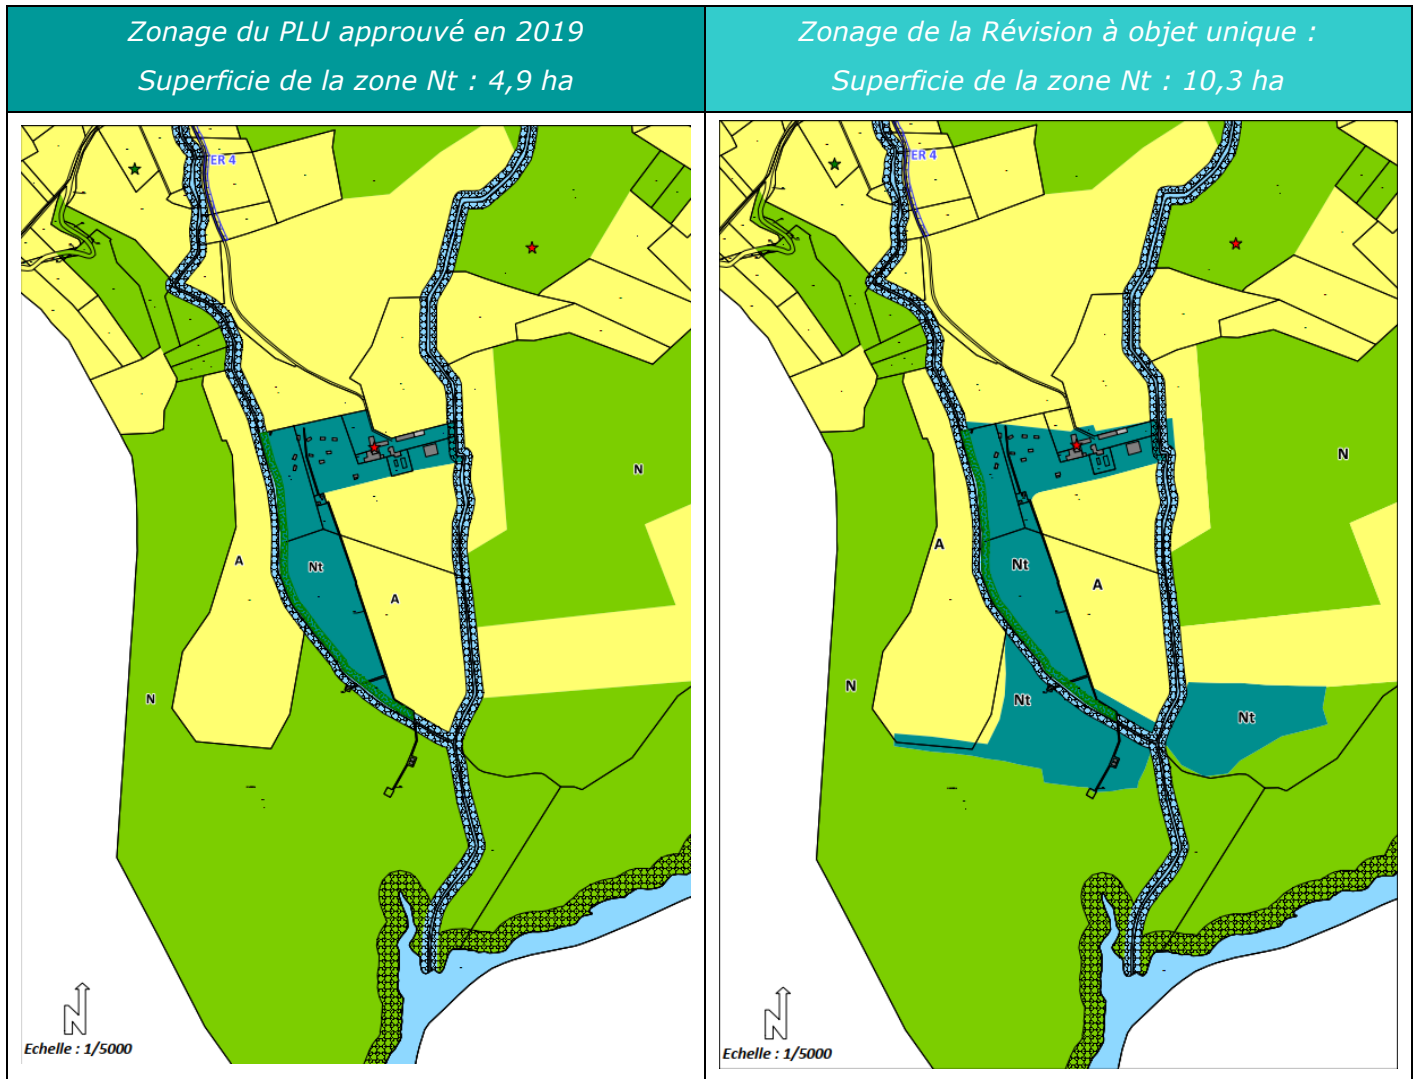 Zonage du PLU approuvé en 2019
Superficie de la zone Nt : 4,9 ha
Zonage de la Révision à objet unique :
Superficie de la zone Nt : 10,3 ha
ER 4
N
A
Nt
A
N
N
Echelle : 1/5000
ER 4
N
A
Nt
A
N
Nt
Nt
N
Echelle : 1/5000